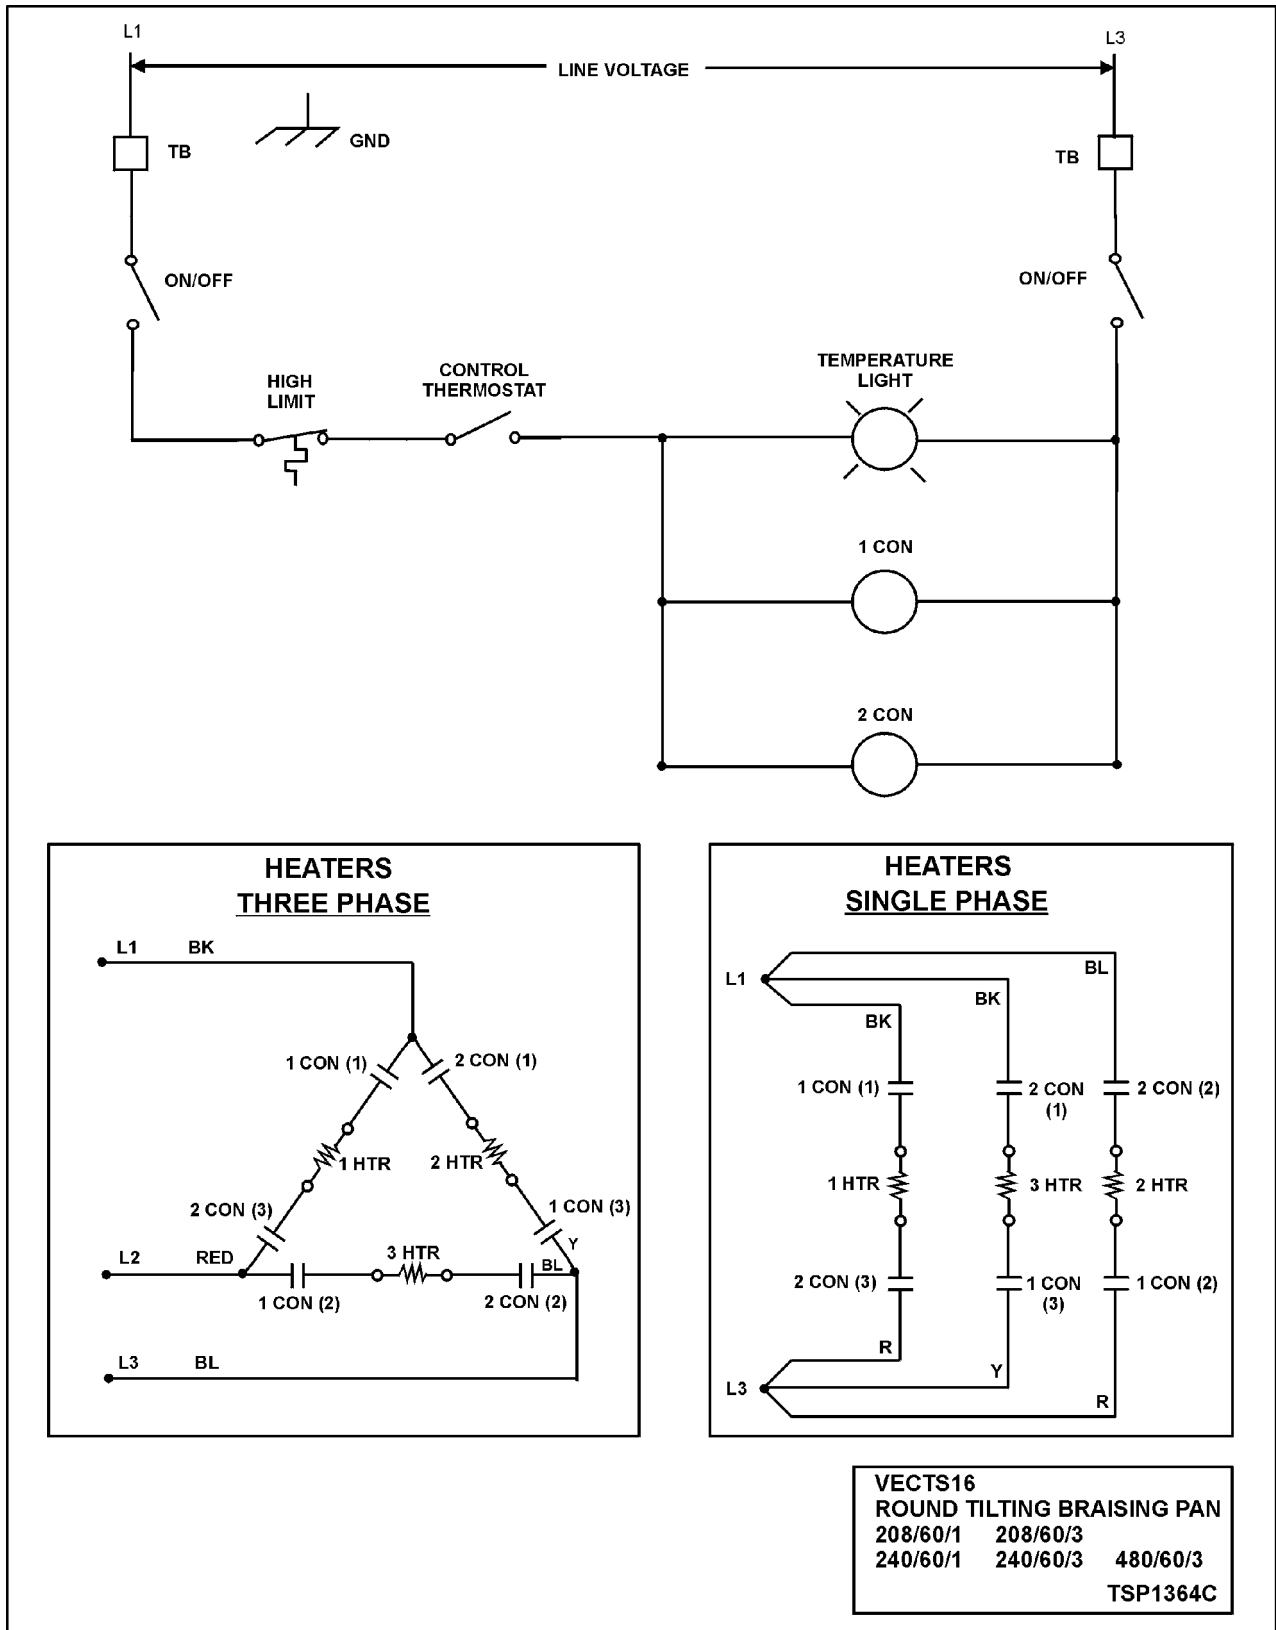 L1
L3
LINE VOLTAGE
GND
TB
TB
ON/OFF
ON/OFF
HIGH
LIMIT
CONTROL
THERMOSTAT
TEMPERATURE
LIGHT
1 CON
2 CON
HEATERS
THREE PHASE
L1 BK
1 CON (1)
2 CON (1)
1 HTR
2 HTR
2 CON (3)
1 CON (3)
Y
L2 RED
3 HTR
BL
1 CON (2)
2 CON (2)
L3 BL
HEATERS
SINGLE PHASE
L1
BL
BK
BK
1 CON (1)
2 CON
(1)
2 CON (2)
1 HTR
3 HTR
2 HTR
2 CON (3)
1 CON
(3)
1 CON (2)
R
Y
L3
R
VECTS16
ROUND TILTING BRAISING PAN
208/60/1 208/60/3
240/60/1 240/60/3 480/60/3
TSP1364C